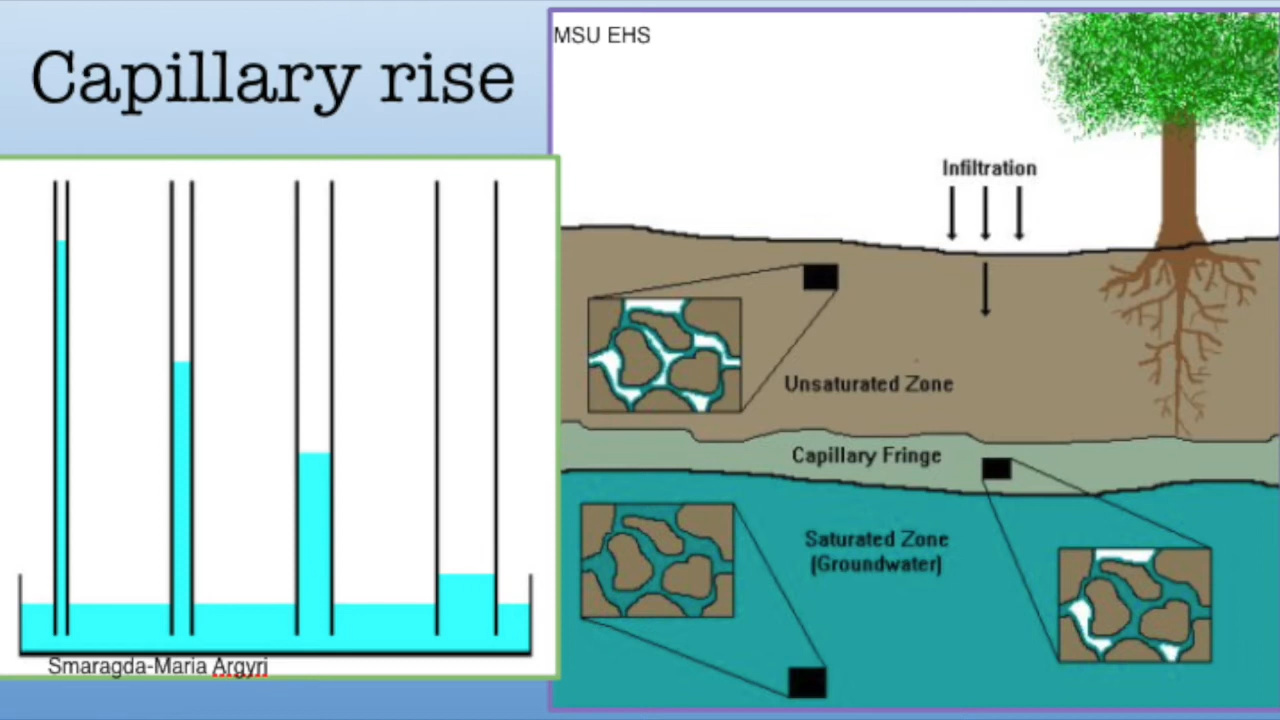 Capillary rise
MSU EHS
Infiltration
Unsaturated Zone
Capillary Fringe
Saturated Zone
(Groundwater)
Smaragda-Maria Argyri